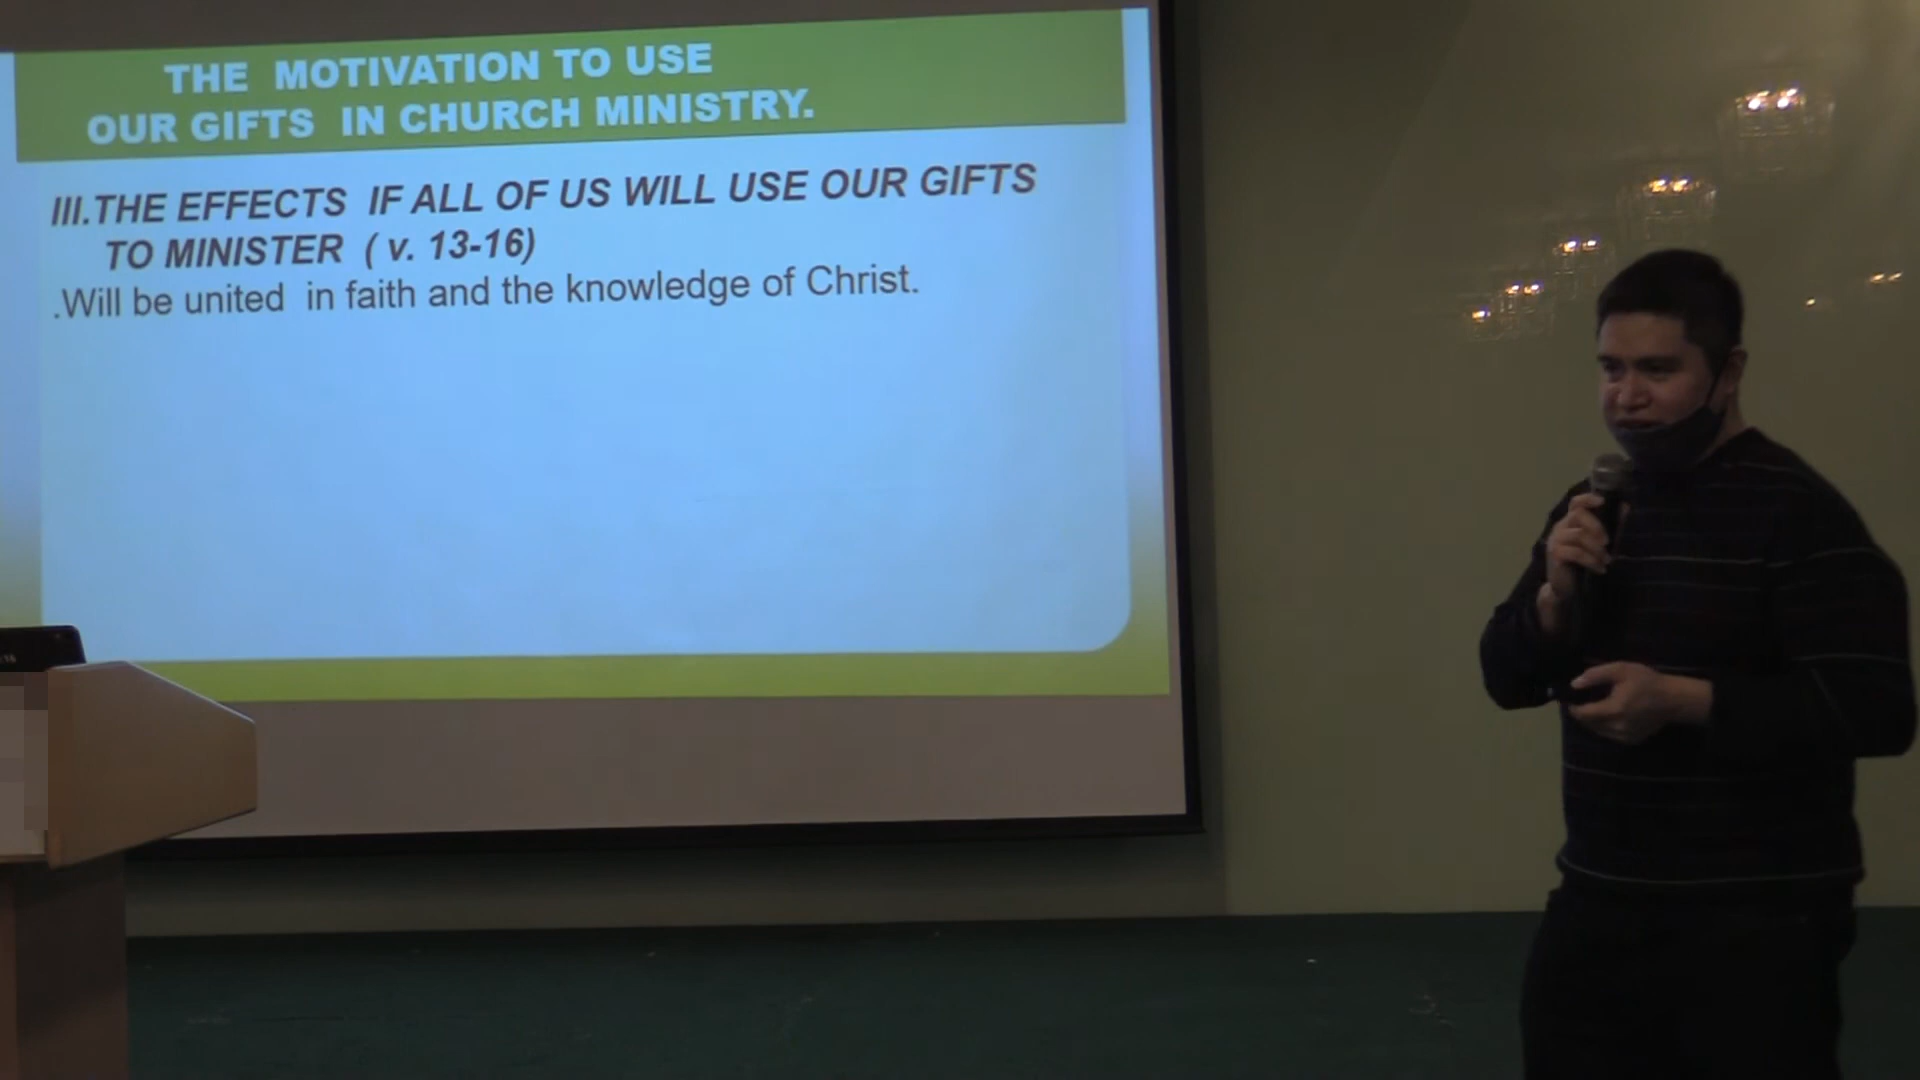 THE MOTIVATION TO USE
OUR GIFTS IN CHURCH MINISTRY.
III.THE EFFECTS IF ALL OF US WILL USE OUR GIFTS
TO MINISTER ( v. 13-16)
.Will be united in faith and the knowledge of Christ.